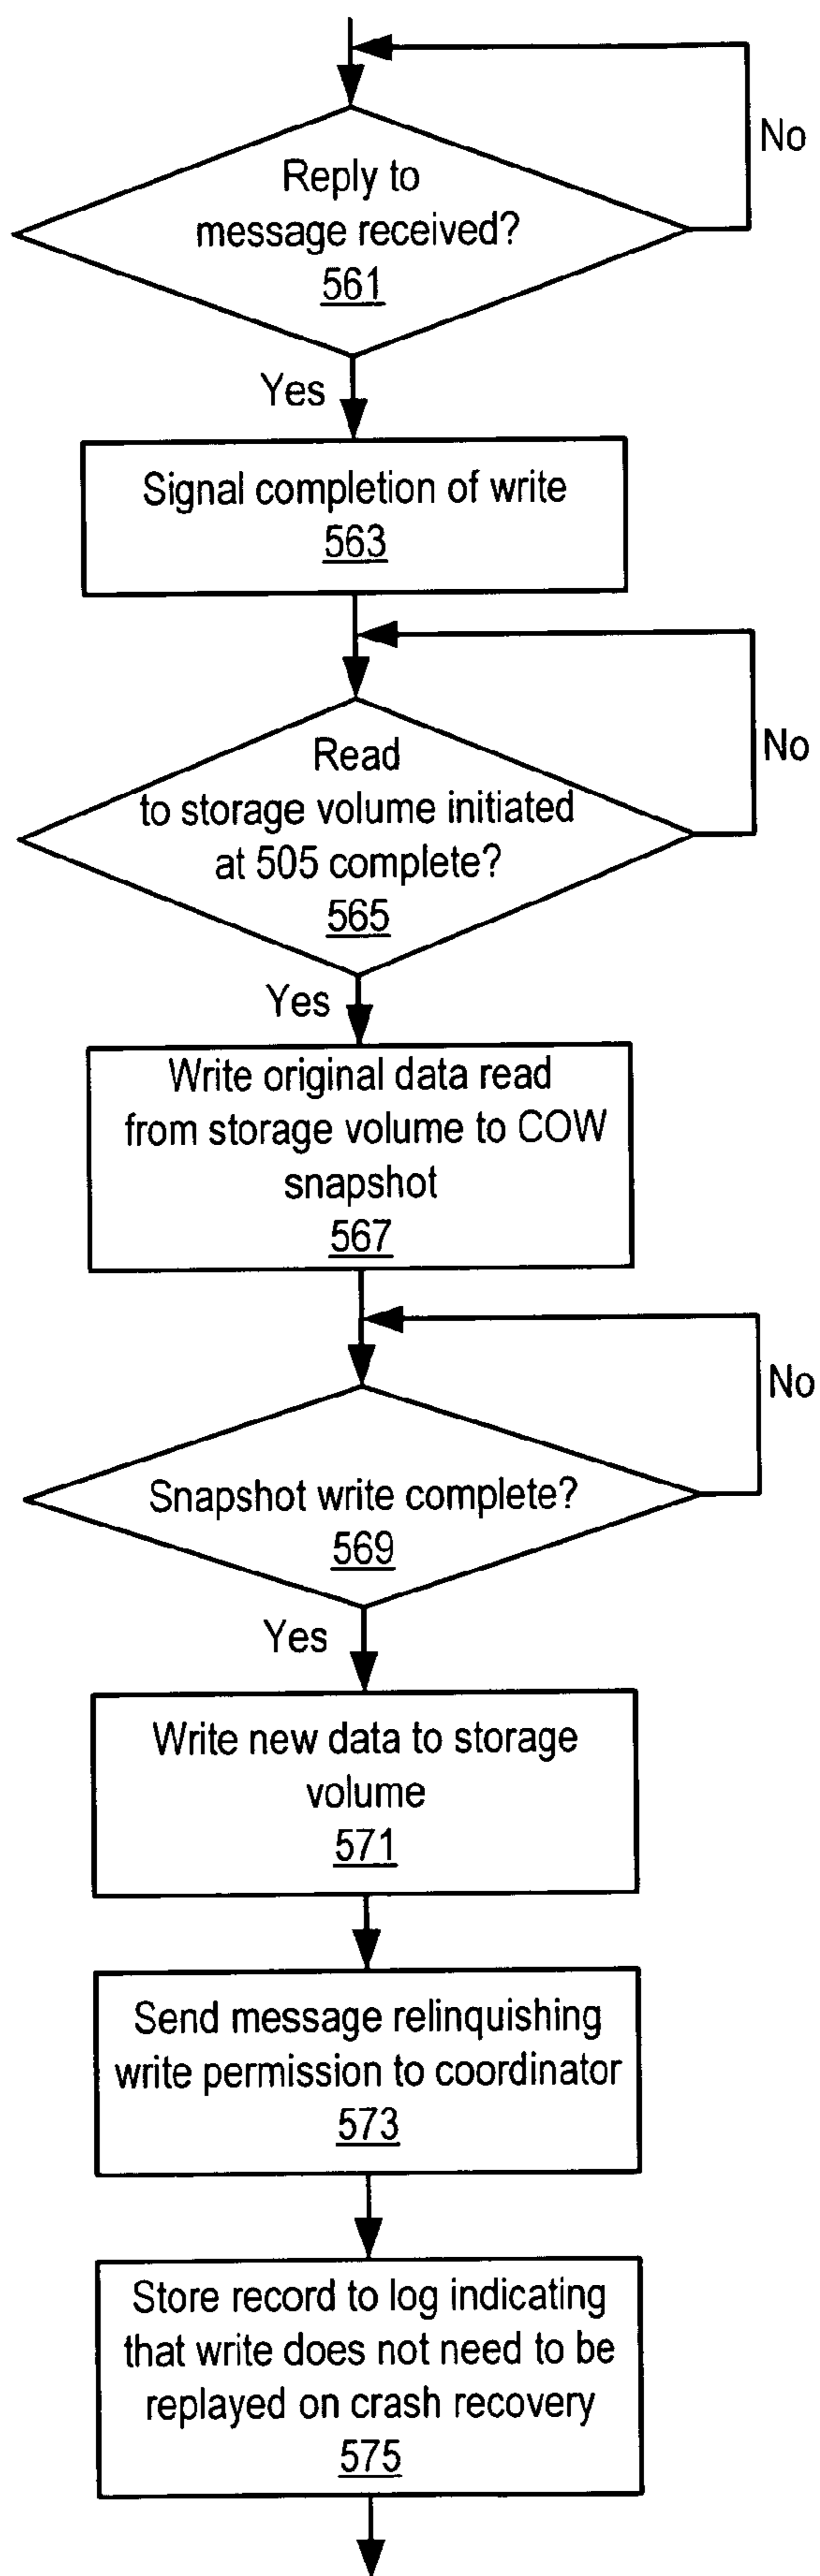 Reply to
message received?
561
No
Yes
Signal completion of write
563
Read
to storage volume initiated
at 505 complete?
565
No
Yes
Write original data read
from storage volume to COW
snapshot
567
Snapshot write complete?
569
No
Yes
Write new data to storage
volume
571
Send message relinquishing
write permission to coordinator
573
Store record to log indicating
that write does not need to be
replayed on crash recovery
575